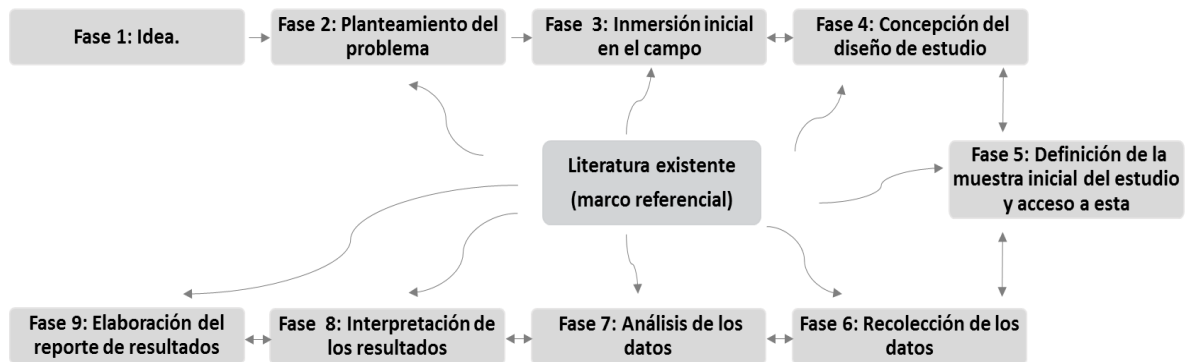 Fase 1: Idea.
Fase 2: Planteamiento del
problema
Fase 3: Inmersión inicial
en el campo
Fase 4: Concepción del
diseño de estudio
Literatura existente
(marco referencial)
Fase 5: Definición de la
muestra inicial del estudio
y acceso a esta
Fase 9: Elaboración del
reporte de resultados
Fase 8: Interpretación de
los resultados
Fase 7: Análisis de los
datos
Fase 6: Recolección de los
datos